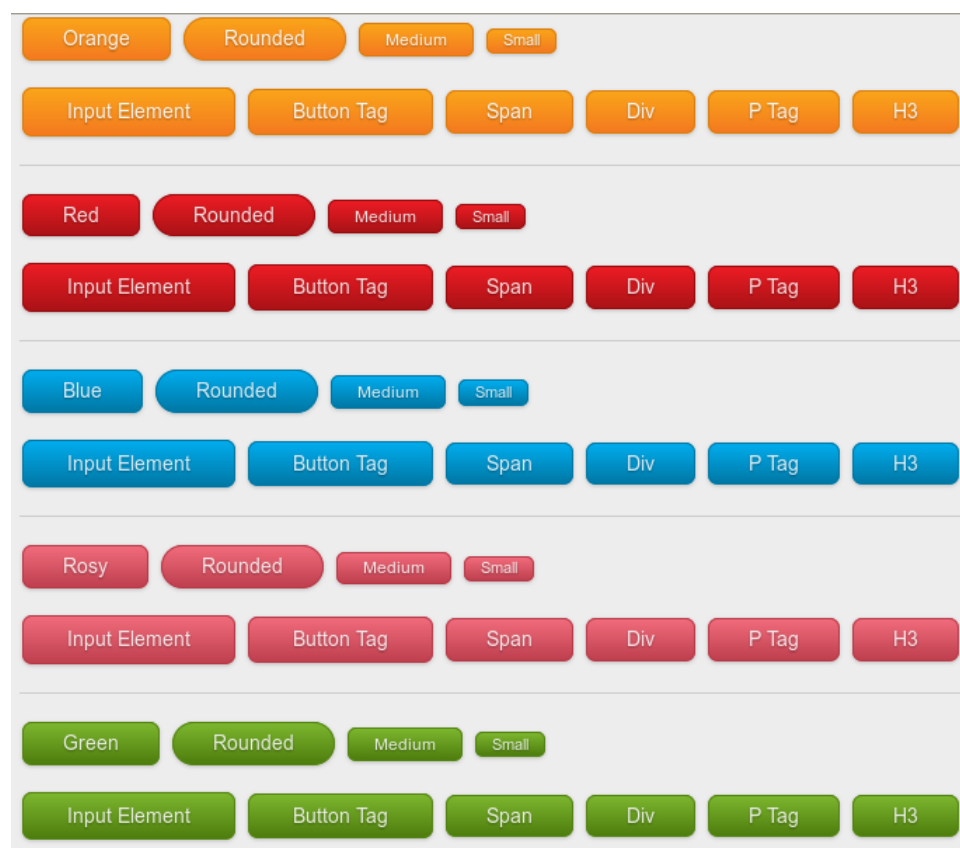 Orange Rounded Medium Small
Input Element Button Tag Span Div P Tag H3
Red Rounded Medium Small
Input Element Button Tag Span Div P Tag H3
Blue Rounded Medium Small
Input Element Button Tag Span Div P Tag H3
Rosy Rounded Medium Small
Input Element Button Tag Span Div P Tag H3
Green Rounded Medium Small
Input Element Button Tag Span Div P Tag H3